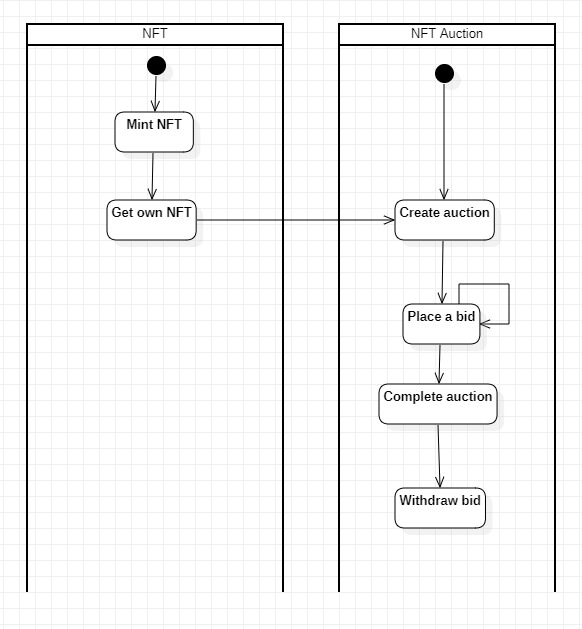 NFT
NFT Auction
Mint NFT
Get own NFT
Create auction
Place a bid
Complete auction
Withdraw bid